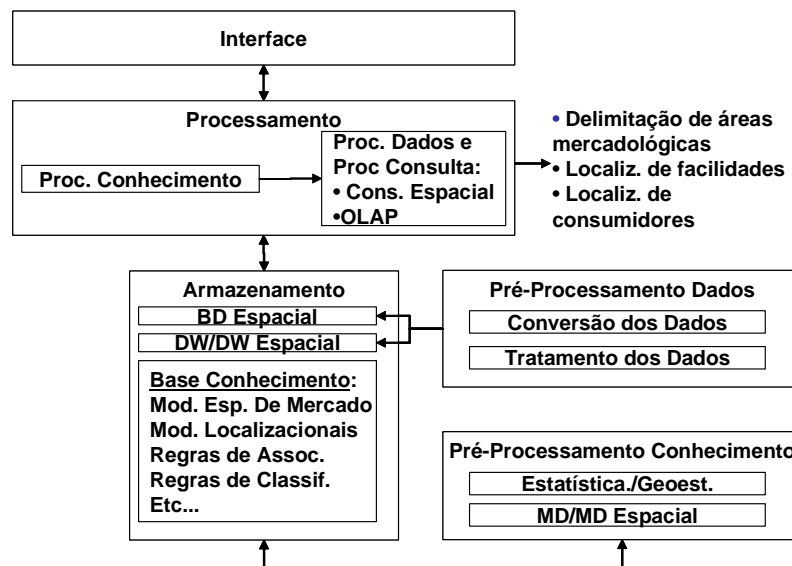 Interface
Processamento
Proc. Conhecimento
Proc. Dados e
Proc Consulta:
• Cons. Espacial
•OLAP
• Delimitação de áreas
mercadológicas
• Localiz. de facilidades
• Localiz. de
consumidores
Armazenamento
BD Espacial
DW/DW Espacial
Base Conhecimento:
Mod. Esp. De Mercado
Mod. Localizacionais
Regras de Assoc.
Regras de Classif.
Etc...
Pré-Processamento Dados
Conversão dos Dados
Tratamento dos Dados
Pré-Processamento Conhecimento
Estatística./Geoest.
MD/MD Espacial